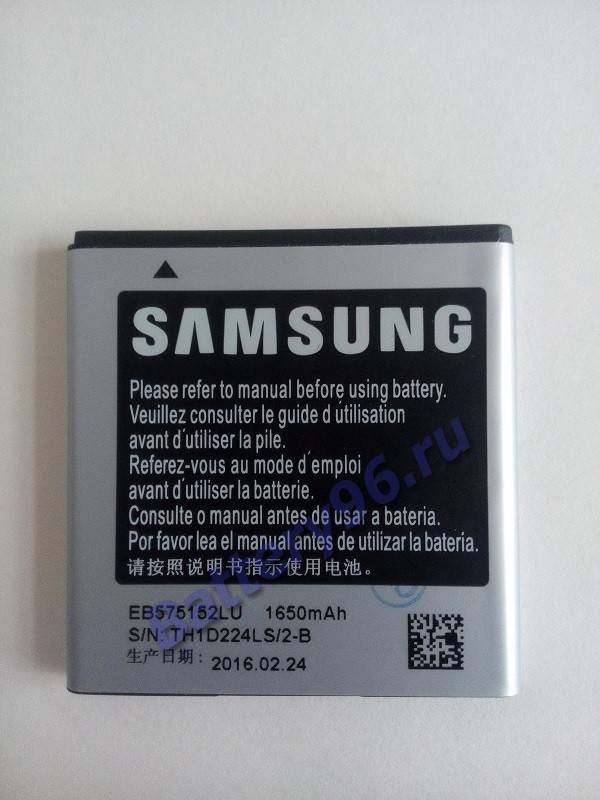 SAMSUNG
Please refer to manual before using battery.
Veuillez consulter le guide d´utilisation
avant d´utiliser la pile.
Referez-vous au mode d´emploi
avant d´utiliser la batterie.
Consulte o manual antes de usar a bateria.
Por favor lea el manual antes de utilizar la batería.
请按照说明书指示使用电池。
EB575152LU 1650mAh
S/N: TH1D224LS/2-B
生产日期: 2016.02.24
Battery96.ru